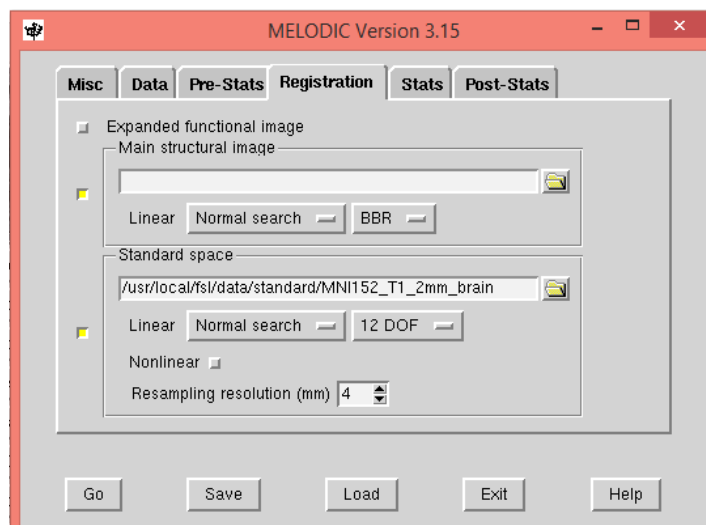 MELODIC Version 3.15
Misc Data Pre-Stats Registration Stats Post-Stats
Expanded functional image
Main structural image
Linear Normal search BBR
Standard space
/usr/local/fsl/data/standard/MNI152_T1_2mm_brain
Linear Normal search 12 DOF
Nonlinear
Resampling resolution (mm) 4
Go Save Load Exit Help